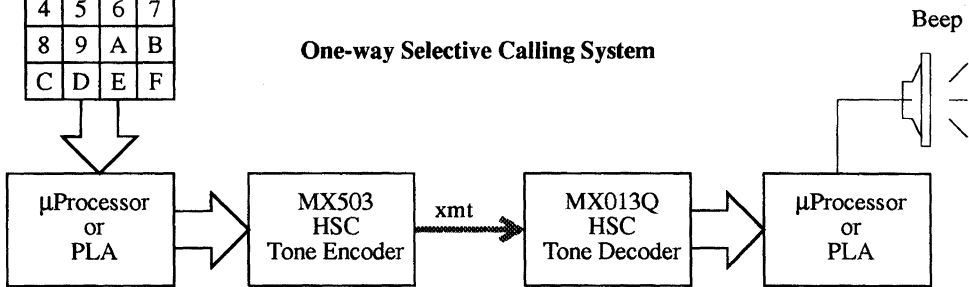 4 5 6 7
8 9 A B
C D E F
Beep
One-way Selective Calling System
µProcessor
or
PLA
MX503
HSC
Tone Encoder
xmt
MX013Q
HSC
Tone Decoder
µProcessor
or
PLA